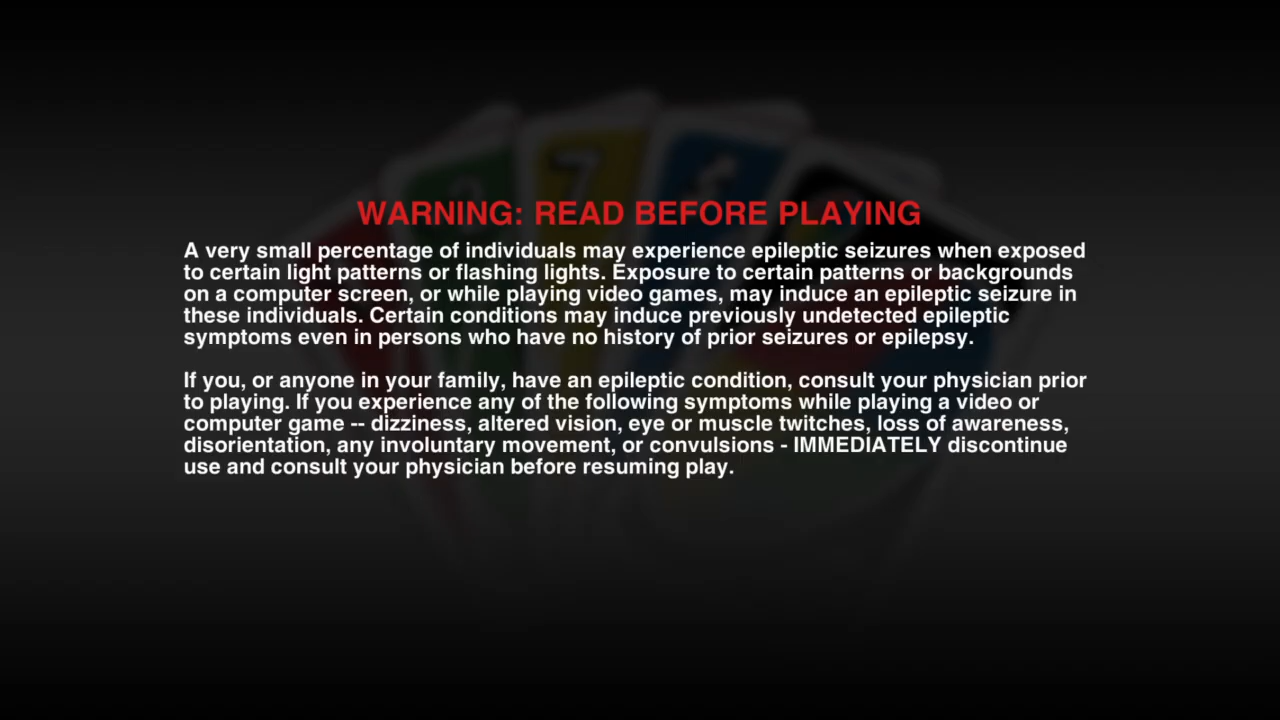 WARNING: READ BEFORE PLAYING
A very small percentage of individuals may experience epileptic seizures when exposed
to certain light patterns or flashing lights. Exposure to certain patterns or backgrounds
on a computer screen, or while playing video games, may induce an epileptic seizure in
these individuals. Certain conditions may induce previously undetected epileptic
symptoms even in persons who have no history of prior seizures or epilepsy.
If you, or anyone in your family, have an epileptic condition, consult your physician prior
to playing. If you experience any of the following symptoms while playing a video or
computer game -- dizziness, altered vision, eye or muscle twitches, loss of awareness,
disorientation, any involuntary movement, or convulsions - IMMEDIATELY discontinue
use and consult your physician before resuming play.
7